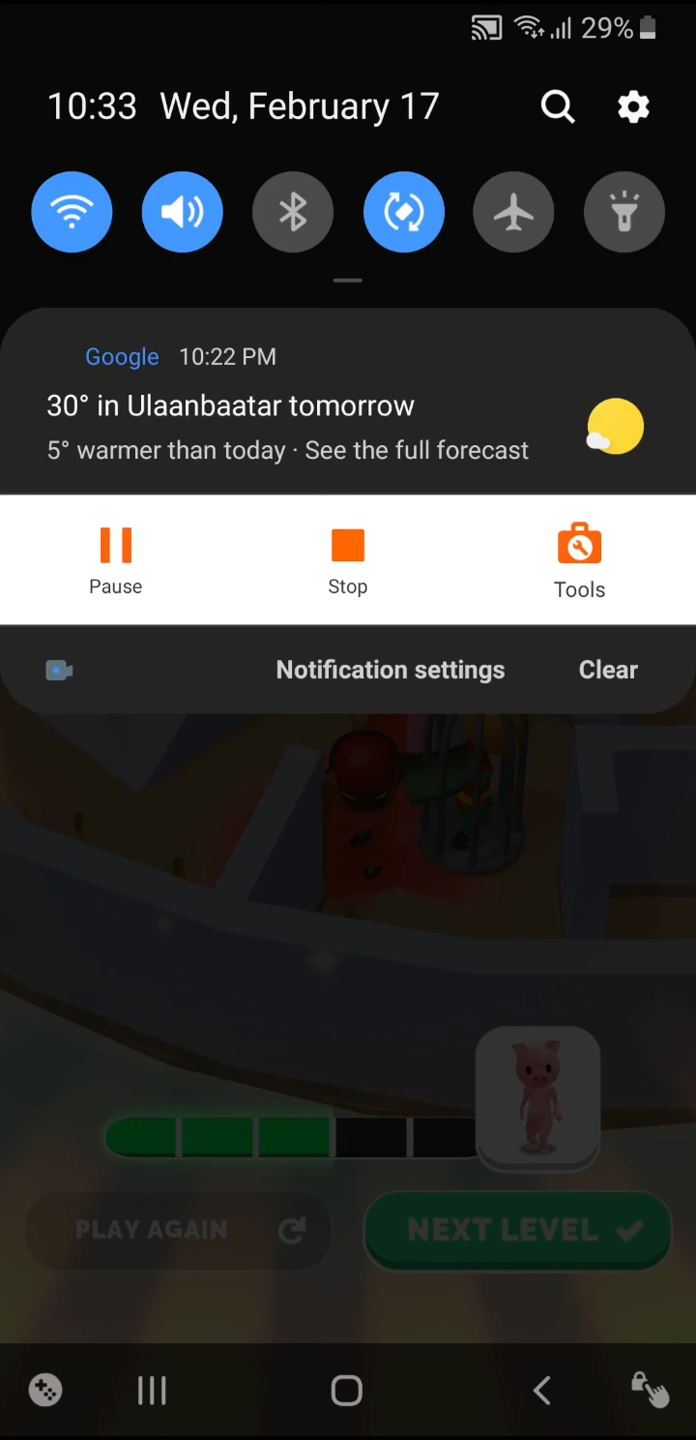 29%
10:33 Wed, February 17
Google 10:22 PM
30° in Ulaanbaatar tomorrow
5° warmer than today · See the full forecast
Pause Stop Tools
Notification settings Clear
PLAY AGAIN NEXT LEVEL